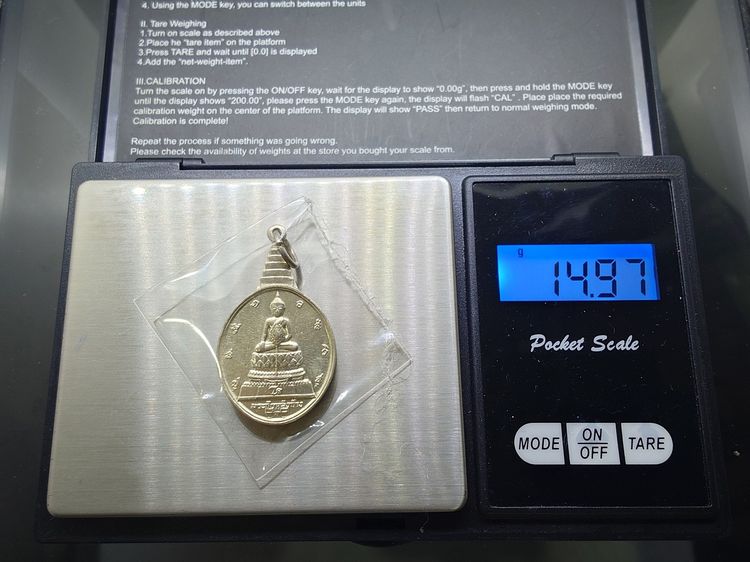 4. Using the MODE key, you can switch between the units
II. Tare Weighing
1.Turn on scale as described above
2.Place he “tare item” on the platform
3.Press TARE and wait until [0.0] is displayed
4.Add the “net-weight-item”.
III.CALIBRATION
Turn the scale on by pressing the ON/OFF key, wait for the display to show “0.00g”, then press and hold the MODE key
until the display shows “200.00”, please press the MODE key again, the display will flash “CAL” . Place place the required
calibration weight on the center of the platform. The display will show “PASS” then return to normal weighing mode.
Calibration is complete!
Repeat the process if something was going wrong.
Please check the availability of weights at the store you bought your scale from.
g
14.97
Pocket Scale
MODE ON/OFF TARE